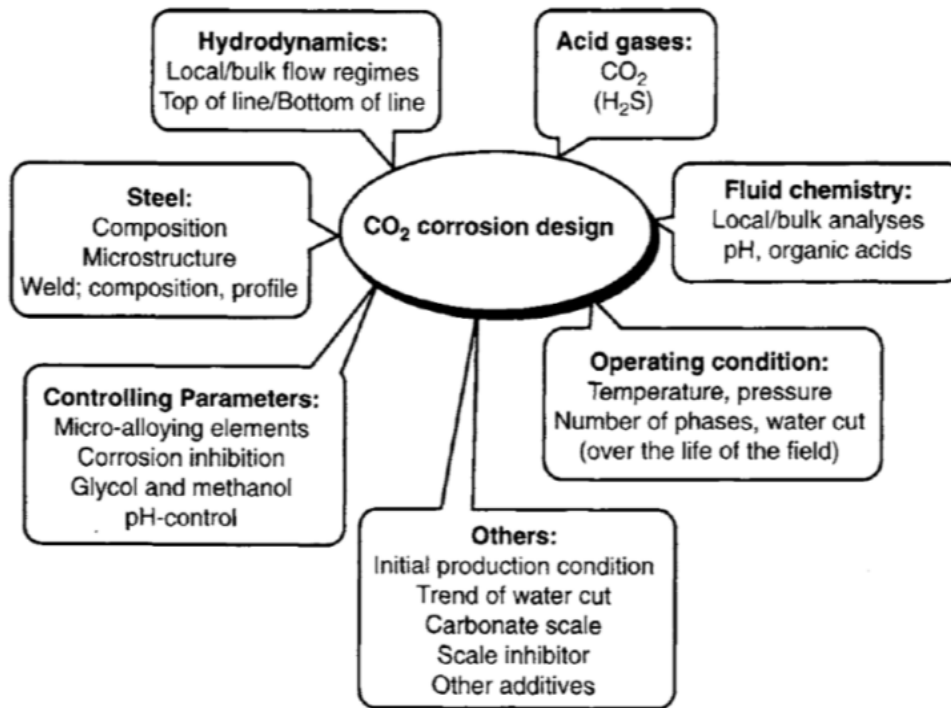 Hydrodynamics:
Local/bulk flow regimes
Top of line/Bottom of line
Acid gases:
CO₂
(H₂S)
Steel:
Composition
Microstructure
Weld; composition, profile
CO₂ corrosion design
Fluid chemistry:
Local/bulk analyses
pH, organic acids
Controlling Parameters:
Micro-alloying elements
Corrosion inhibition
Glycol and methanol
pH-control
Operating condition:
Temperature, pressure
Number of phases, water cut
(over the life of the field)
Others:
Initial production condition
Trend of water cut
Carbonate scale
Scale inhibitor
Other additives